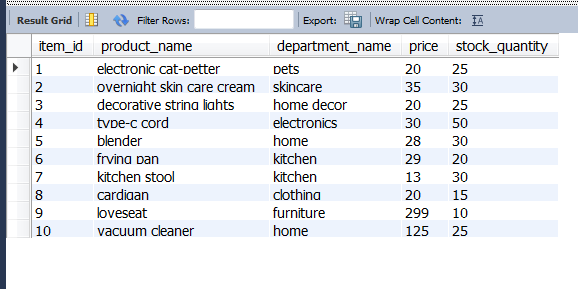 Result Grid Filter Rows: Export: Wrap Cell Content: IA
item_id product_name department_name price stock_quantity
1 electronic cat-petter pets 20 25
2 overnight skin care cream skincare 35 30
3 decorative string lights home decor 20 25
4 type-c cord electronics 30 50
5 blender home 28 30
6 frying pan kitchen 29 20
7 kitchen stool kitchen 13 30
8 cardigan clothing 20 15
9 loveseat furniture 299 10
10 vacuum cleaner home 125 25